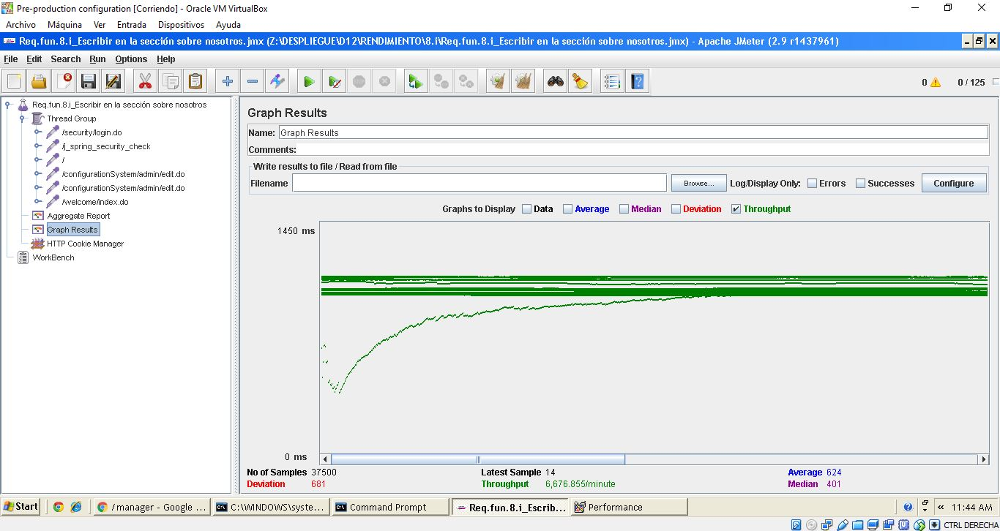 Pre-production configuration [Corriendo] - Oracle VM VirtualBox
Archivo Máquina Ver Entrada Dispositivos Ayuda
Req.fun.8.i_Escribir en la sección sobre nosotros.jmx (Z:\DESPLIEGUE\D12\RENDIMIENTO\8.i\Req.fun.8.i_Escribir en la sección sobre nosotros.jmx) - Apache JMeter (2.9 r1437961)
File Edit Search Run Options Help
0 0 / 125
Req.fun.8.i_Escribir en la sección sobre nosotros
Thread Group
/security/login.do
/j_spring_security_check
/
/configurationSystem/admin/edit.do
/configurationSystem/admin/edit.do
/welcome/index.do
Aggregate Report
Graph Results
HTTP Cookie Manager
WorkBench
Graph Results
Name: Graph Results
Comments:
Write results to file / Read from file
Filename Browse... Log/Display Only: Errors Successes Configure
Graphs to Display Data Average Median Deviation Throughput
1450 ms
0 ms
No of Samples 37500 Latest Sample 14 Average 624
Deviation 681 Throughput 6,676.855/minute Median 401
Start /manager - Google ... C:\WINDOWS\syste... Command Prompt Req.fun.8.i_Escrib... Performance « 11:44 AM
CTRL DERECHA